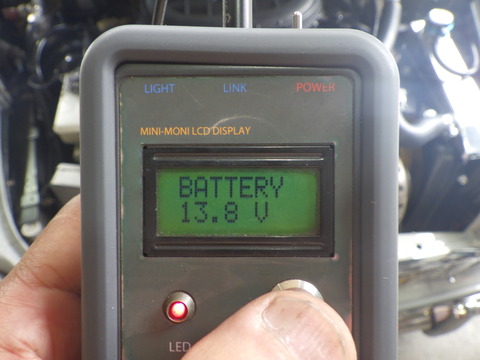 LIGHT LINK POWER
MINI-MONI LCD DISPLAY
BATTERY
13.8 V
LED